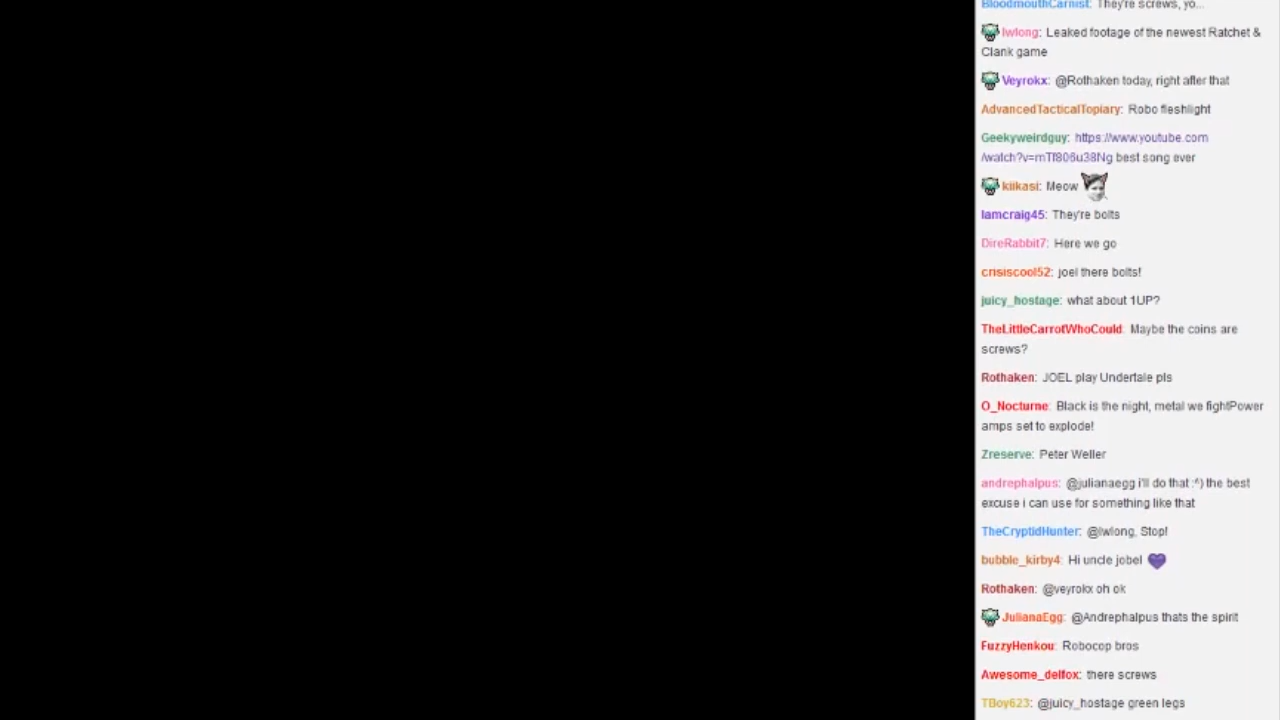 BloodmouthCarnist: They're screws, yo...
lwlong: Leaked footage of the newest Ratchet &
Clank game
Veyrokx: @Rothaken today, right after that
AdvancedTacticalTopiary: Robo fleshlight
Geekyweirdguy: https://www.youtube.com
/watch?v=mTf806u38Ng best song ever
kiikasi: Meow
Iamcraig45: They're bolts
DireRabbit7: Here we go
crisiscool52: joel there bolts!
juicy_hostage: what about 1UP?
TheLittleCarrotWhoCould: Maybe the coins are
screws?
Rothaken: JOEL play Undertale pls
O_Nocturne: Black is the night, metal we fightPower
amps set to explode!
Zreserve: Peter Weller
andrephalpus: @julianaegg i'll do that :^) the best
excuse i can use for something like that
TheCryptidHunter: @lwlong, Stop!
bubble_kirby4: Hi uncle jobel
Rothaken: @veyrokx oh ok
JulianaEgg: @Andrephalpus thats the spirit
FuzzyHenkou: Robocop bros
Awesome_delfox: there screws
TBoy623: @juicy_hostage green legs